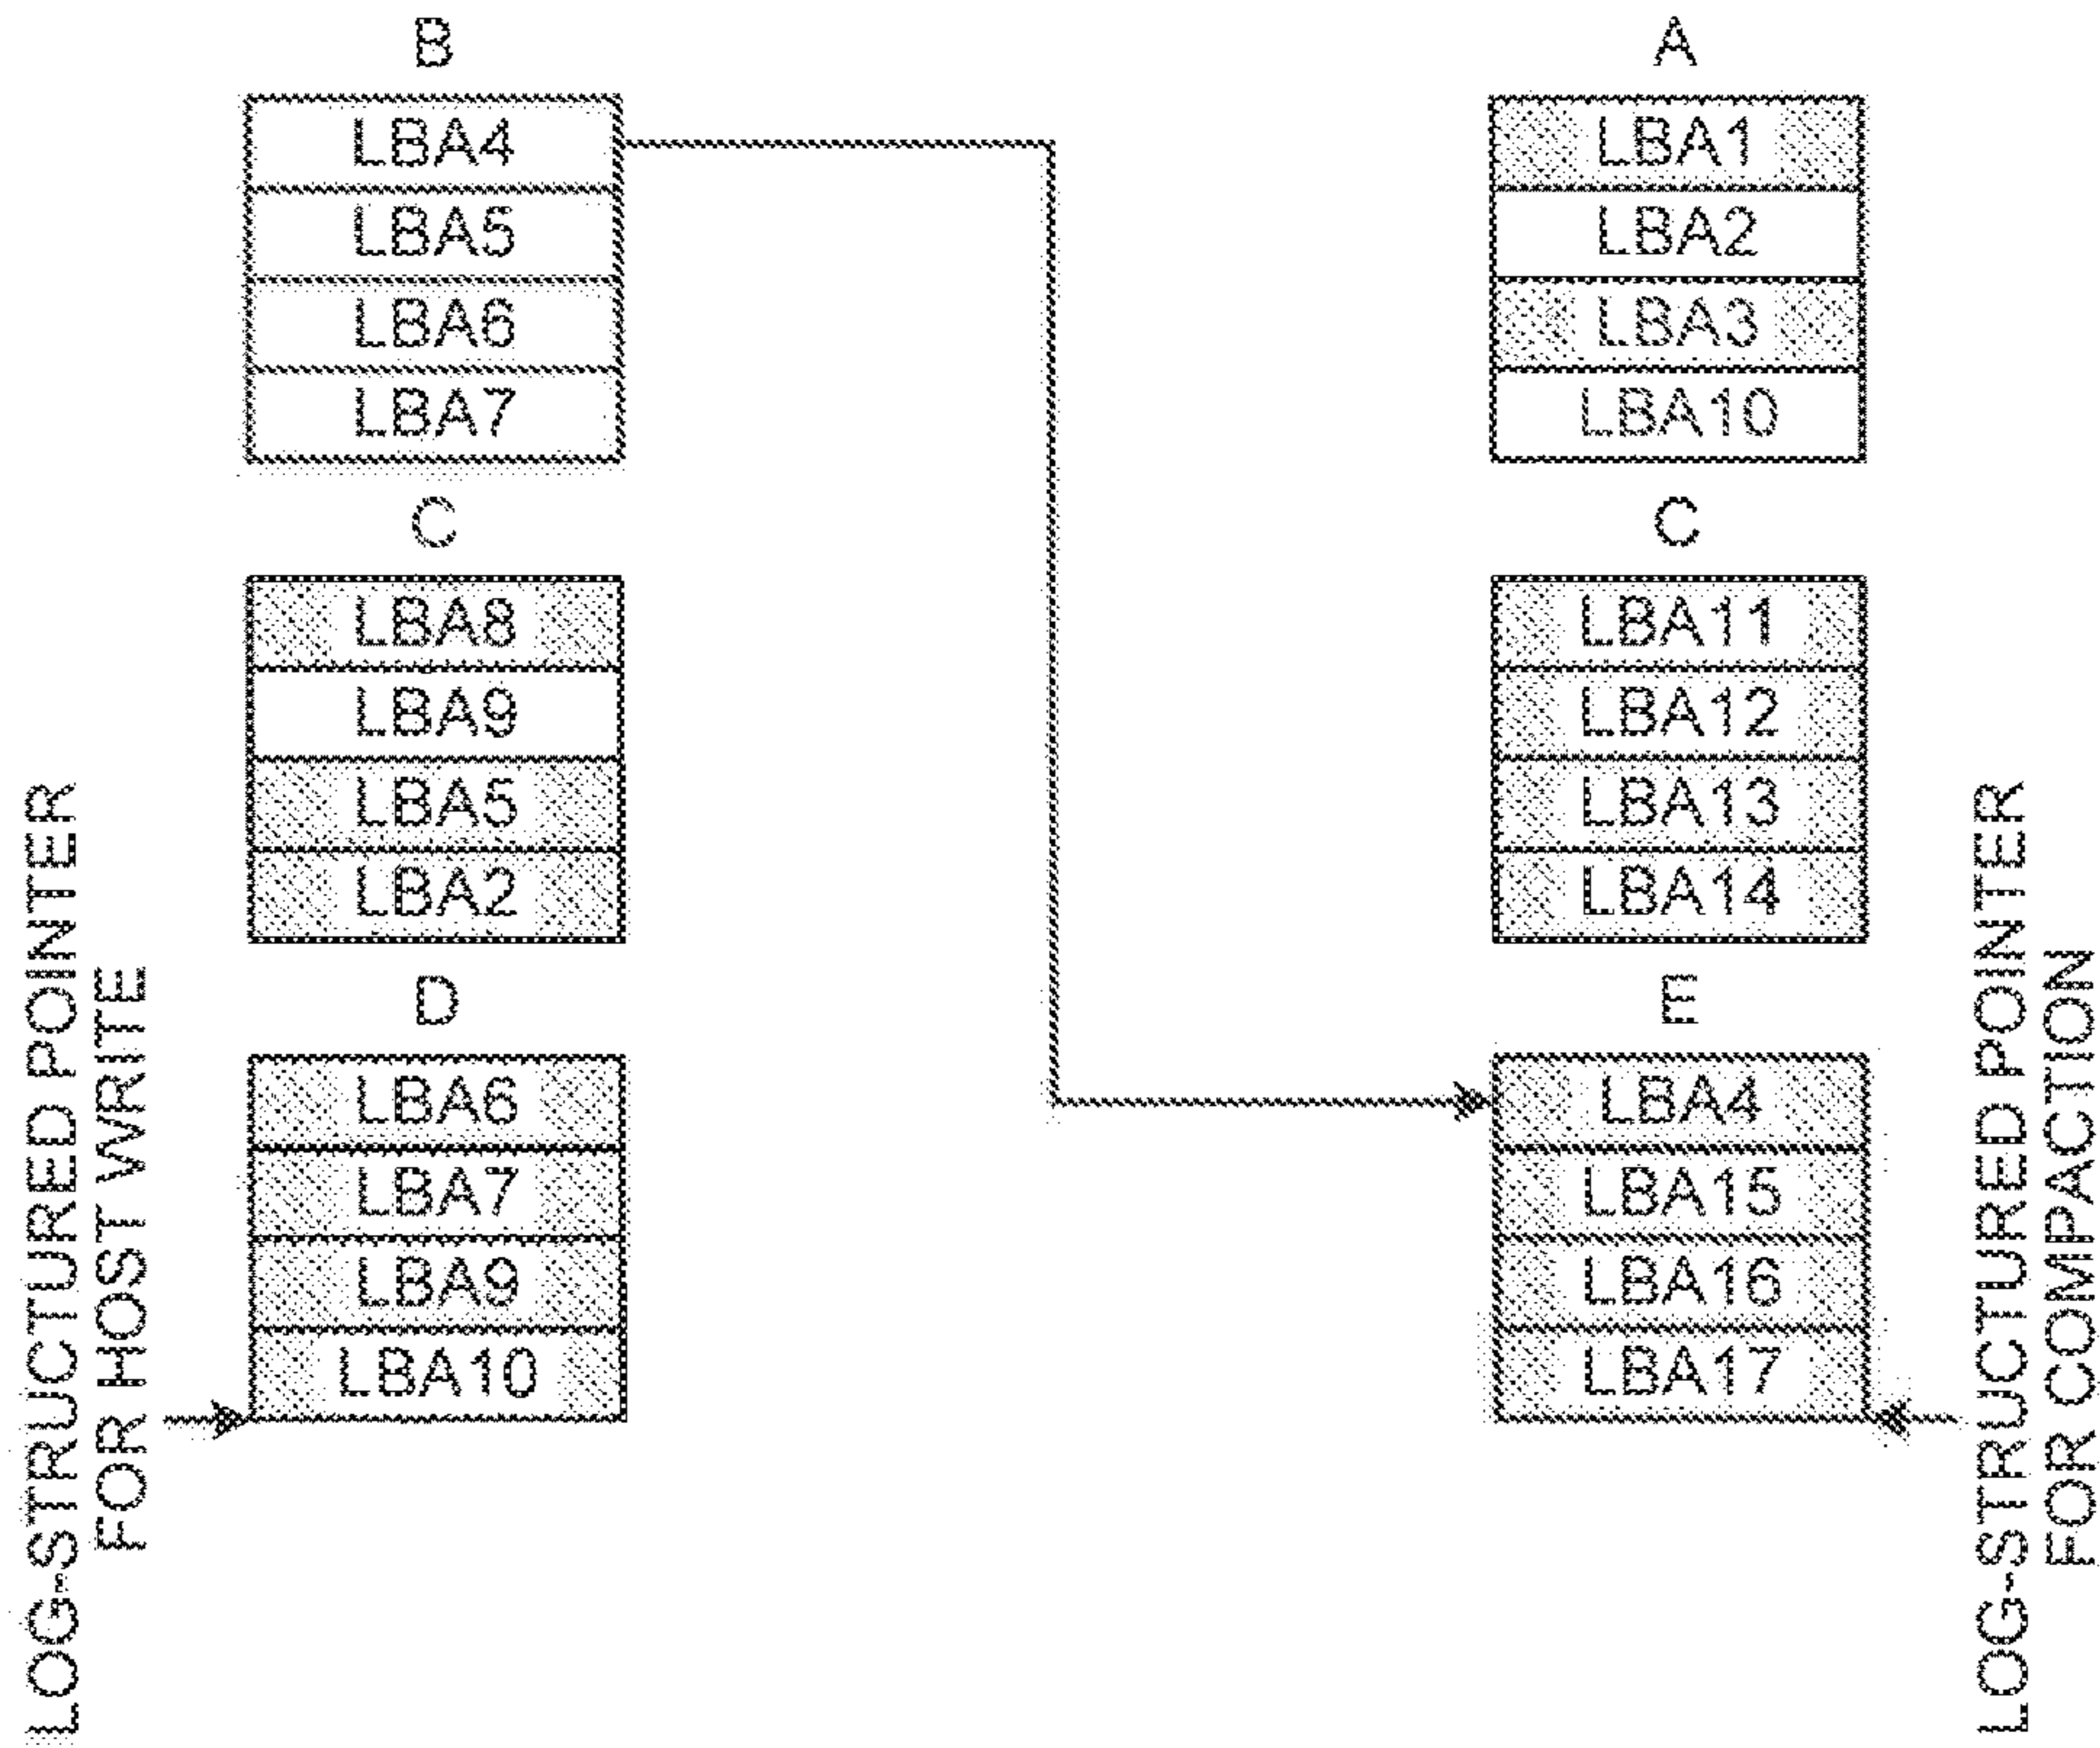 B
LBA4
LBA5
LBA6
LBA7
C
LBA8
LBA9
LBA5
LBA2
D
LBA6
LBA7
LBA9
LBA10
LOG-STRUCTURED POINTER
FOR HOST WRITE
A
LBA1
LBA2
LBA3
LBA10
C
LBA11
LBA12
LBA13
LBA14
E
LBA4
LBA15
LBA16
LBA17
LOG-STRUCTURED POINTER
FOR COMPACTION